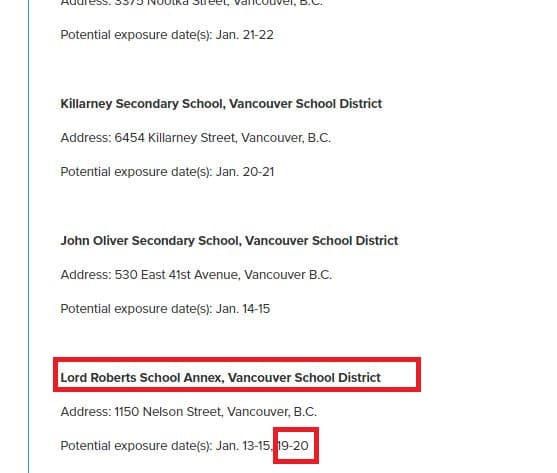 Address: 3375 Nootka Street, Vancouver, B.C.
Potential exposure date(s): Jan. 21-22
Killarney Secondary School, Vancouver School District
Address: 6454 Killarney Street, Vancouver, B.C.
Potential exposure date(s): Jan. 20-21
John Oliver Secondary School, Vancouver School District
Address: 530 East 41st Avenue, Vancouver B.C.
Potential exposure date(s): Jan. 14-15
Lord Roberts School Annex, Vancouver School District
Address: 1150 Nelson Street, Vancouver, B.C.
Potential exposure date(s): Jan. 13-15, 19-20